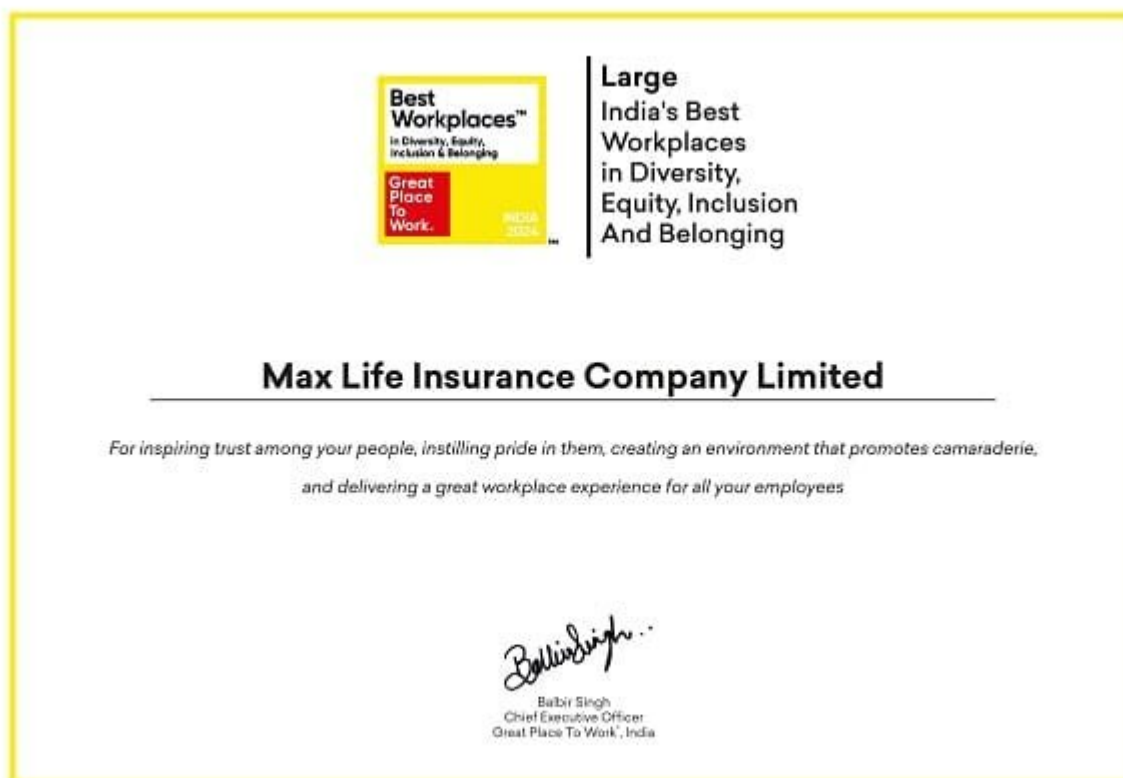 Best
Workplaces™
in Diversity, Equity,
Inclusion & Belonging
Great
Place
To
Work.
INDIA
2024
Large
India's Best
Workplaces
in Diversity,
Equity, Inclusion
And Belonging
Max Life Insurance Company Limited
For inspiring trust among your people, instilling pride in them, creating an environment that promotes camaraderie,
and delivering a great workplace experience for all your employees
Balbir Singh..
Balbir Singh
Chief Executive Officer
Great Place To Work®, India